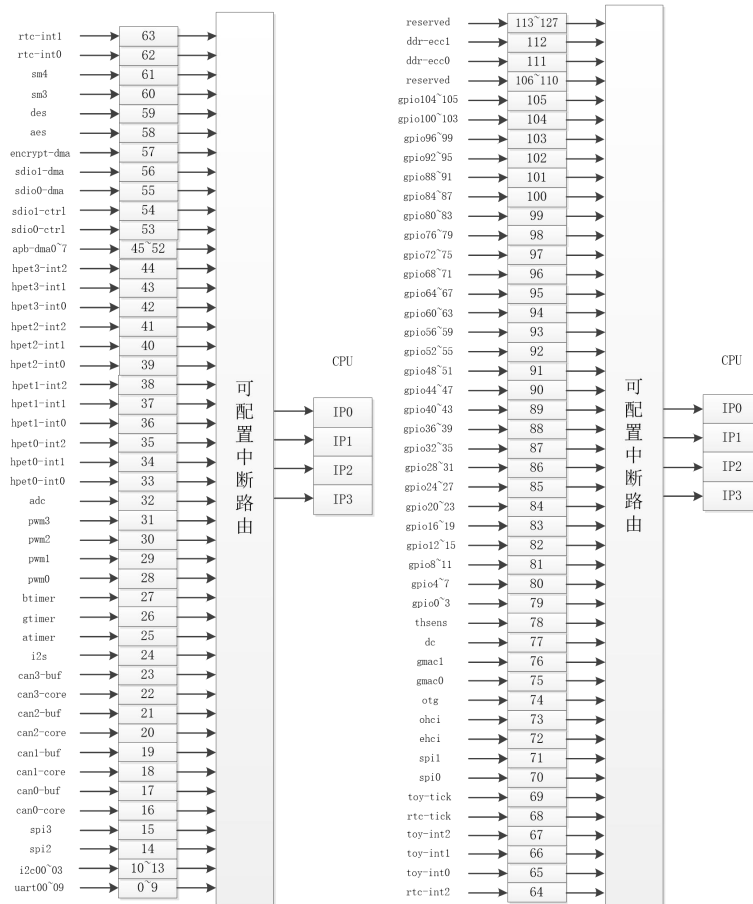 rtc-int1 63
rtc-int0 62
sm4 61
sm3 60
des 59
aes 58
encrypt-dma 57
sdio1-dma 56
sdio0-dma 55
sdio1-ctrl 54
sdio0-ctrl 53
apb-dma0~7 45~52
hpet3-int2 44
hpet3-int1 43
hpet3-int0 42
hpet2-int2 41
hpet2-int1 40
hpet2-int0 39
hpet1-int2 38
hpet1-int1 37
hpet1-int0 36
hpet0-int2 35
hpet0-int1 34
hpet0-int0 33
adc 32
pwm3 31
pwm2 30
pwm1 29
pwm0 28
btimer 27
gtimer 26
atimer 25
i2s 24
can3-buf 23
can3-core 22
can2-buf 21
can2-core 20
can1-buf 19
can1-core 18
can0-buf 17
can0-core 16
spi3 15
spi2 14
i2c00~03 10~13
uart00~09 0~9
可配置中断路由
CPU
IP0
IP1
IP2
IP3
reserved 113~127
ddr-ecc1 112
ddr-ecc0 111
reserved 106~110
gpio104~105 105
gpio100~103 104
gpio96~99 103
gpio92~95 102
gpio88~91 101
gpio84~87 100
gpio80~83 99
gpio76~79 98
gpio72~75 97
gpio68~71 96
gpio64~67 95
gpio60~63 94
gpio56~59 93
gpio52~55 92
gpio48~51 91
gpio44~47 90
gpio40~43 89
gpio36~39 88
gpio32~35 87
gpio28~31 86
gpio24~27 85
gpio20~23 84
gpio16~19 83
gpio12~15 82
gpio8~11 81
gpio4~7 80
gpio0~3 79
thsens 78
dc 77
gmac1 76
gmac0 75
otg 74
ohci 73
ehci 72
spi1 71
spi0 70
toy-tick 69
rtc-tick 68
toy-int2 67
toy-int1 66
toy-int0 65
rtc-int2 64
可配置中断路由
CPU
IP0
IP1
IP2
IP3